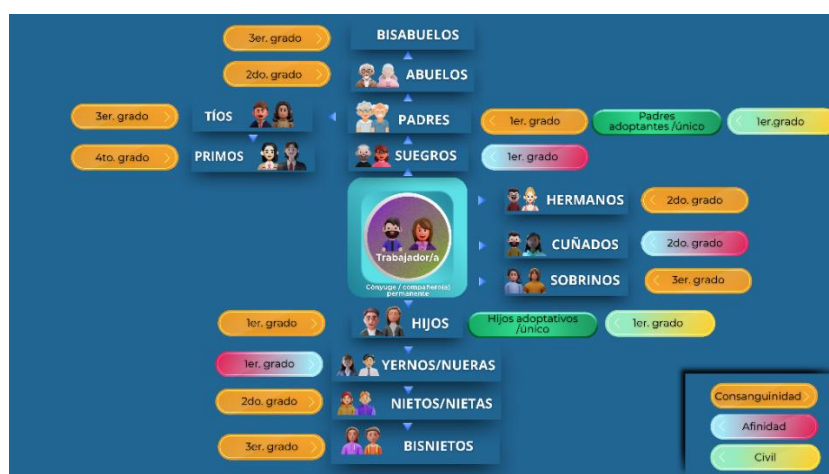 3er. grado
BISABUELOS
2do. grado
ABUELOS
3er. grado
TÍOS
PADRES
1er. grado
Padres
adoptantes /único
1er.grado
4to. grado
PRIMOS
SUEGROS
1er. grado
HERMANOS
2do. grado
Trabajador/a
CUÑADOS
2do. grado
Cónyuge / compañero(a)
permanente
SOBRINOS
3er. grado
1er. grado
HIJOS
Hijos adoptativos
/único
1er. grado
1er. grado
YERNOS/NUERAS
2do. grado
NIETOS/NIETAS
3er. grado
BISNIETOS
Consanguinidad
Afinidad
Civil